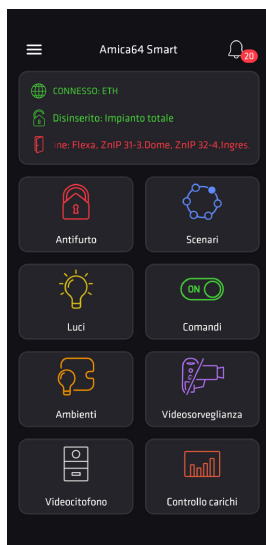 Amica64 Smart
20
CONNESSO: ETH
Disinserito: Impianto totale
ne: Flexa, ZnIP 31-3.Dome, ZnIP 32-4,Ingres.
Antifurto
Scenari
ON
Luci
Comandi
Ambienti
Videosorveglianza
Videocitofono
Controllo carichi